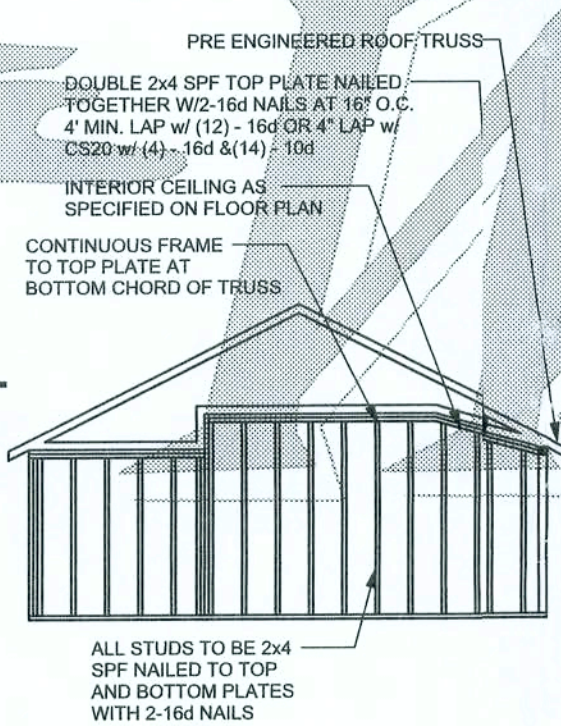 PRE ENGINEERED ROOF TRUSS
DOUBLE 2x4 SPF TOP PLATE NAILED
TOGETHER W/2-16d NAILS AT 16" O.C.
4' MIN. LAP w/ (12) - 16d OR 4" LAP w/
CS20 w/ (4) - 16d &(14) - 10d
INTERIOR CEILING AS
SPECIFIED ON FLOOR PLAN
CONTINUOUS FRAME
TO TOP PLATE AT
BOTTOM CHORD OF TRUSS
ALL STUDS TO BE 2x4
SPF NAILED TO TOP
AND BOTTOM PLATES
WITH 2-16d NAILS